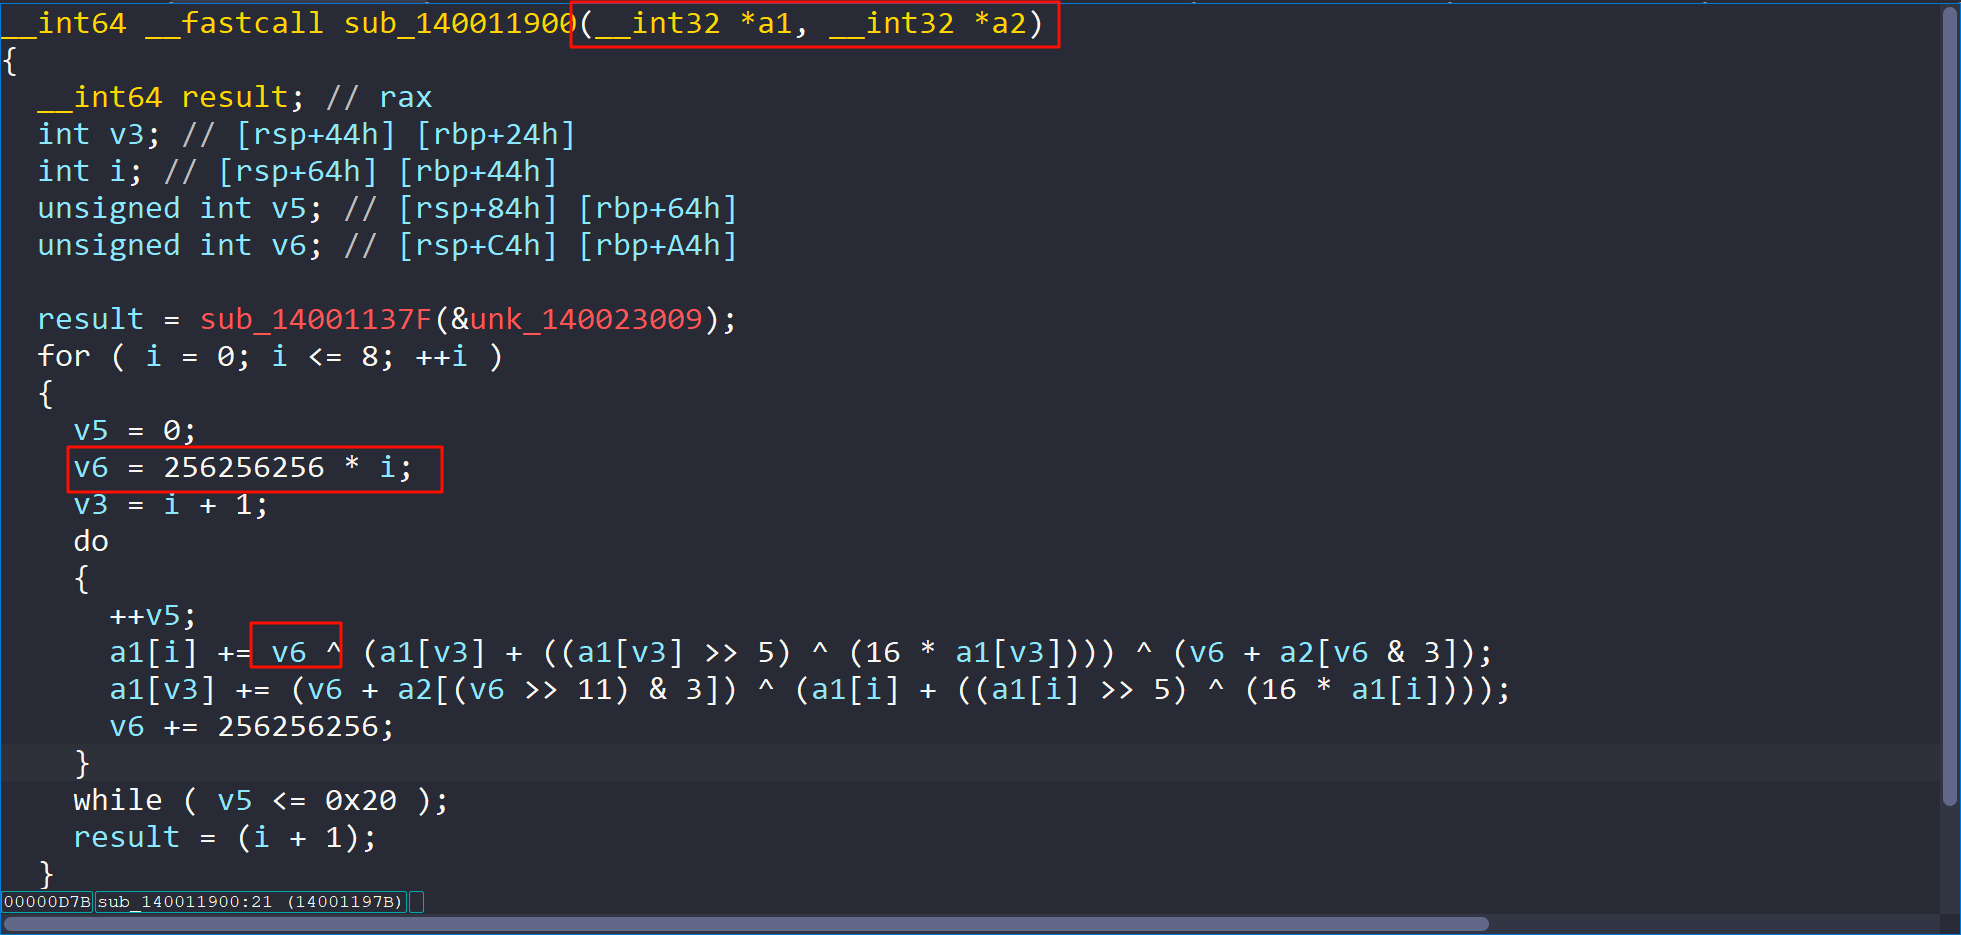 __int64 __fastcall sub_140011900(__int32 *a1, __int32 *a2)
{
  __int64 result; // rax
  int v3; // [rsp+44h] [rbp+24h]
  int i; // [rsp+64h] [rbp+44h]
  unsigned int v5; // [rsp+84h] [rbp+64h]
  unsigned int v6; // [rsp+C4h] [rbp+A4h]

  result = sub_14001137F(&unk_140023009);
  for ( i = 0; i <= 8; ++i )
  {
    v5 = 0;
    v6 = 256256256 * i;
    v3 = i + 1;
    do
    {
      ++v5;
      a1[i] += v6 ^ (a1[v3] + ((a1[v3] >> 5) ^ (16 * a1[v3]))) ^ (v6 + a2[v6 & 3]);
      a1[v3] += (v6 + a2[(v6 >> 11) & 3]) ^ (a1[i] + ((a1[i] >> 5) ^ (16 * a1[i])));
      v6 += 256256256;
    }
    while ( v5 <= 0x20 );
    result = (i + 1);
  }
00000D7B sub_140011900:21 (14001197B)